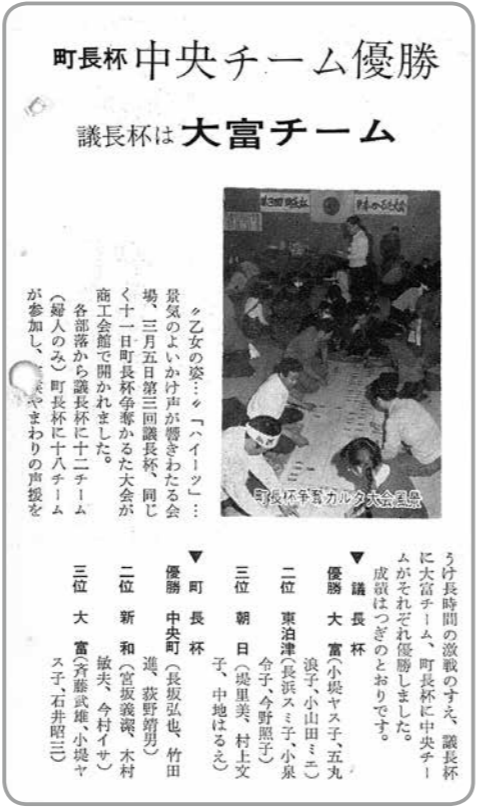 町長杯 中央チーム優勝
議長杯は 大富チーム
第3回
日本かるた大会
町長杯争奪カルタ大会風景
〝乙女の姿…〟「ハイーッ」…
景気のよいかけ声が響きわたる会
場、三月五日第三回議長杯、同じ
く十一日町長杯争奪かるた大会が
商工会館で開かれました。
各部落から議長杯に十二チーム
(婦人のみ)町長杯に十八チーム
が参加し、やまわりの声援を
うけ長時間の激戦のすえ、議長杯
に大富チーム、町長杯に中央チー
ムがそれぞれ優勝しました。
成績はつぎのとおりです。
▼議長杯
優勝 大富(小堤ヤス子、五丸
浪子、小山田ミエ)
二位 東泊津(長浜スミ子、小泉
令子、今野照子)
三位 朝日(堤里美、村上文
子、中地はるえ)
▼町長杯
優勝 中央町(長坂弘也、竹田
進、荻野靖男)
二位 新和(宮坂義潔、木村
敏夫、今村イサ)
三位 大富(斉藤武雄、小堤ヤ
ス子、石井昭三)